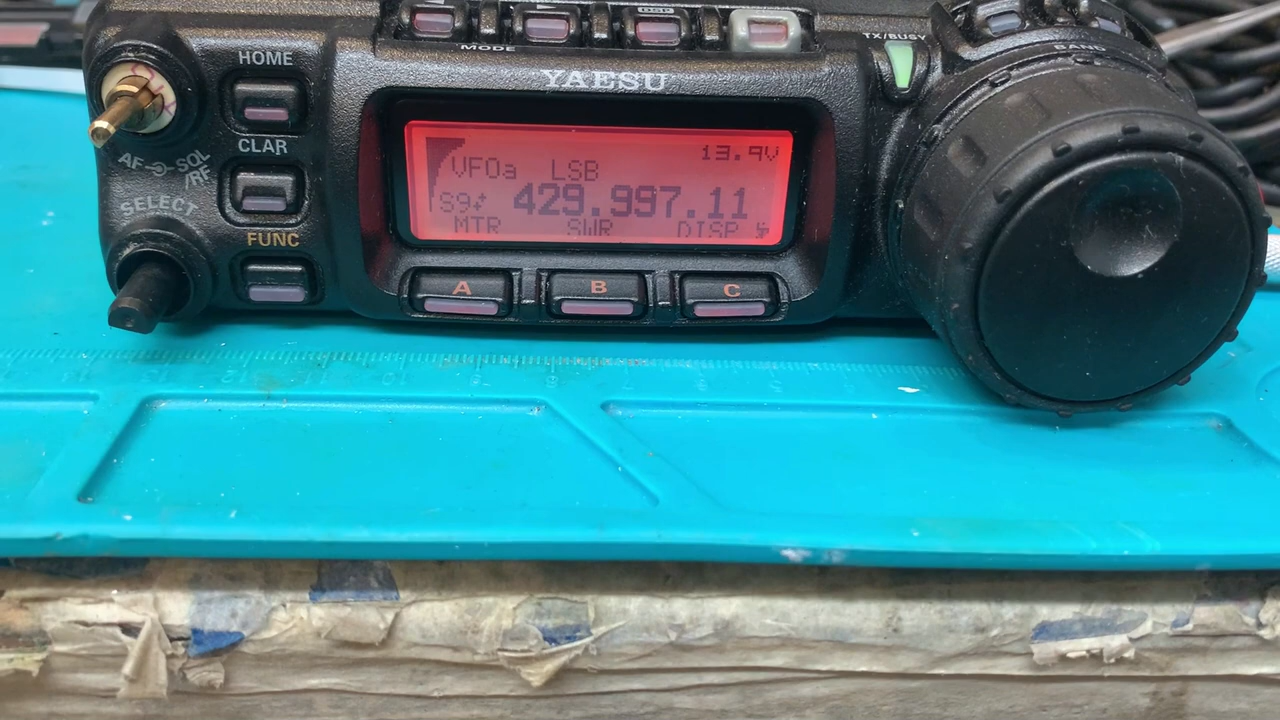 MODE
DSP
TX/BUSY
BAND
HOME
YAESU
CLAR
AF SQL
/RF
SELECT
FUNC
13.9V
VFOa LSB
429.997.11
S9
MTR SWR DISP
A B C